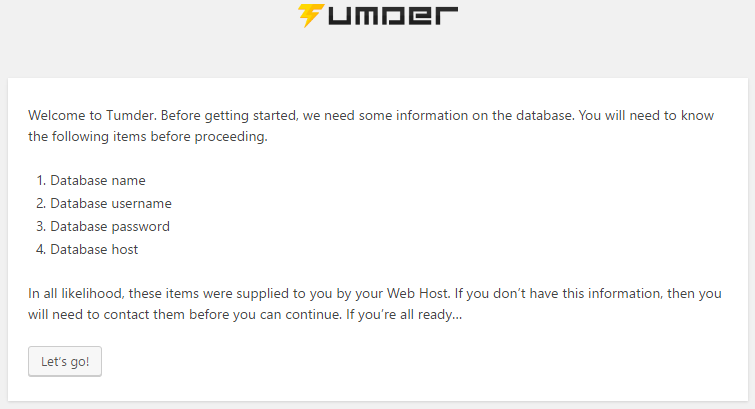 Tumder
Welcome to Tumder. Before getting started, we need some information on the database. You will need to know
the following items before proceeding.
1. Database name
2. Database username
3. Database password
4. Database host
In all likelihood, these items were supplied to you by your Web Host. If you don’t have this information, then you
will need to contact them before you can continue. If you’re all ready…
Let’s go!